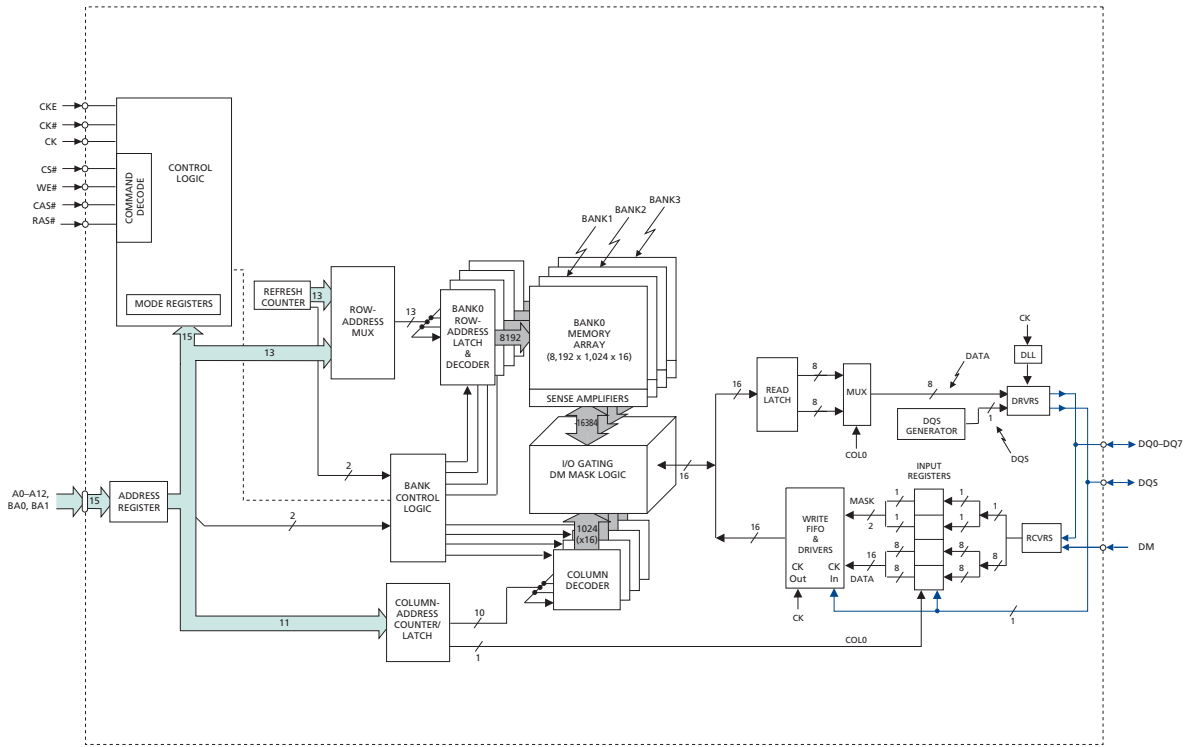 CKE
CK#
CK
CS#
WE#
CAS#
RAS#
COMMAND
DECODE
CONTROL
LOGIC
MODE REGISTERS
15
REFRESH
COUNTER
13
13
ROW-
ADDRESS
MUX
13
BANK0
ROW-
ADDRESS
LATCH
&
DECODER
8192
BANK1
BANK2
BANK3
BANK0
MEMORY
ARRAY
(8,192 x 1,024 x 16)
SENSE AMPLIFIERS
16384
I/O GATING
DM MASK LOGIC
16
16
READ
LATCH
8
8
MUX
COL0
8
DATA
DQS
GENERATOR
1
DQS
CK
DLL
DRVRS
DQ0–DQ7
DQS
DM
A0–A12,
BA0, BA1
15
ADDRESS
REGISTER
2
2
BANK
CONTROL
LOGIC
1024
(x16)
COLUMN
DECODER
11
COLUMN-
ADDRESS
COUNTER/
LATCH
10
1
COL0
16
WRITE
FIFO
&
DRIVERS
CK
Out
CK
In
CK
MASK
2
16
DATA
INPUT
REGISTERS
1
1
8
8
1
1
8
8
1
8
RCVRS
1